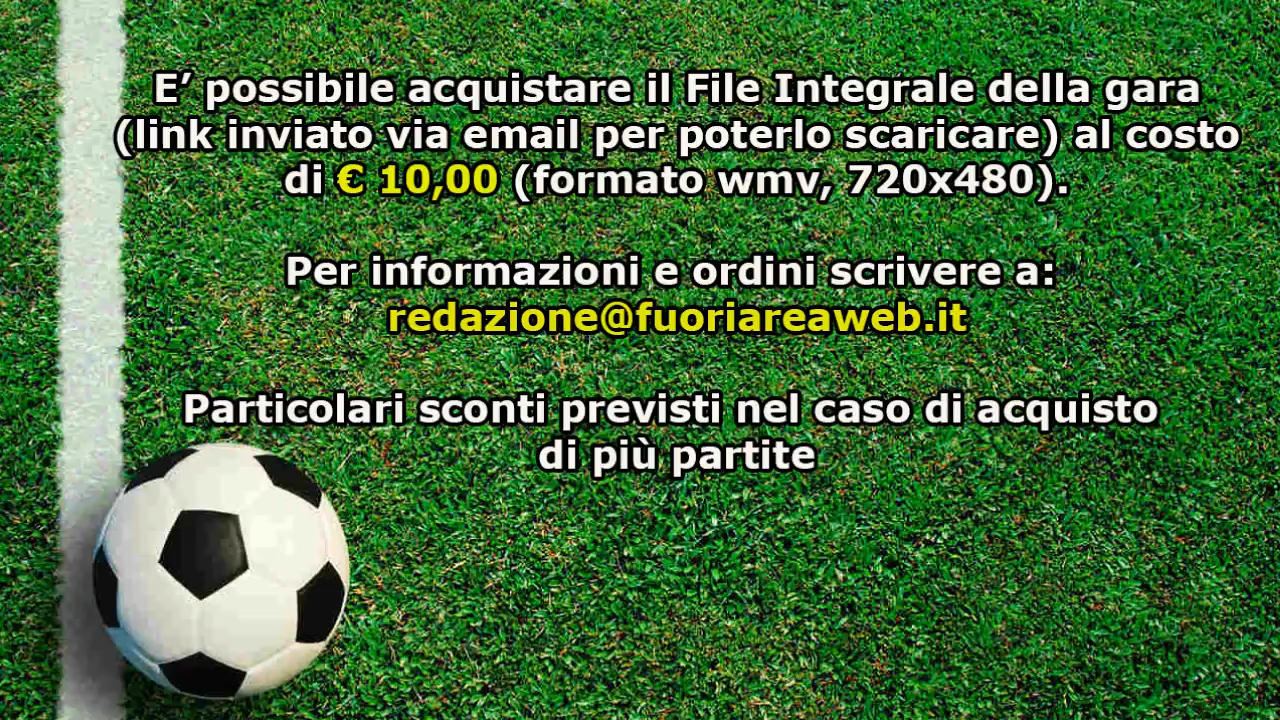 E’ possibile acquistare il File Integrale della gara
(link inviato via email per poterlo scaricare) al costo
di € 10,00 (formato wmv, 720x480).
Per informazioni e ordini scrivere a:
redazione@fuoriareaweb.it
Particolari sconti previsti nel caso di acquisto
di più partite